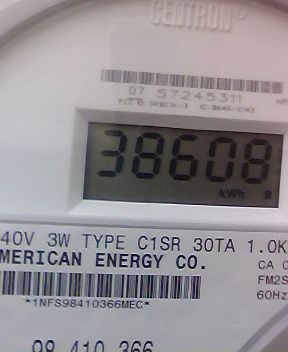 CENTRON
07 57245311
38608
kWh
40V 3W TYPE C1SR 30TA 1.0K
MERICAN ENERGY CO.
CA 0
FM2S
60Hz
*1NFS98410366MEC*
98 410 366